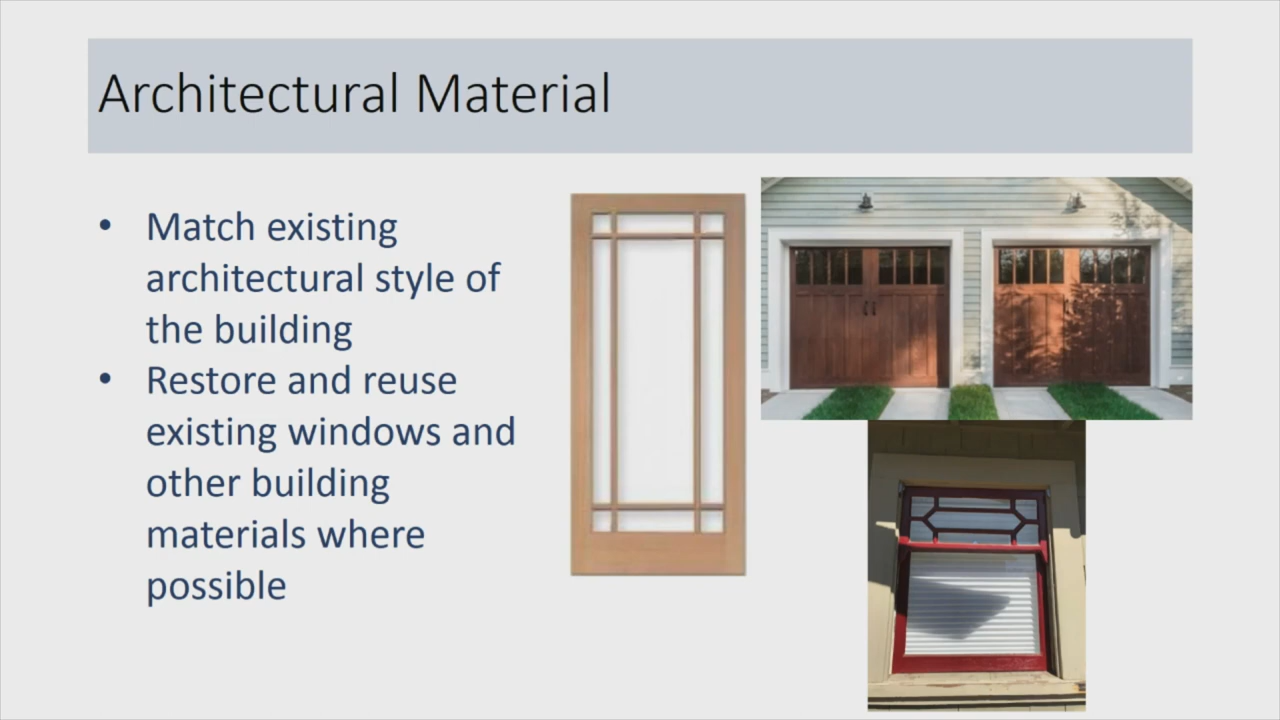 Architectural Material
• Match existing
architectural style of
the building
• Restore and reuse
existing windows and
other building
materials where
possible